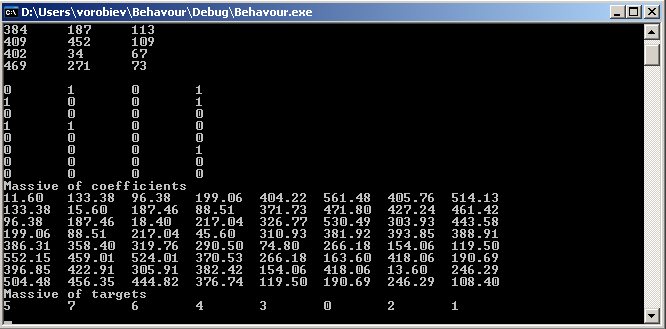 D:\Users\vorobiev\Behavour\Debug\Behavour.exe
384 187 113
409 452 109
402 34 67
469 271 73
0 1 0 1
1 0 0 1
0 0 0 0
1 1 0 0
0 0 0 0
0 0 0 1
0 0 0 0
0 0 0 0
Massive of coefficients
11.60 133.38 96.38 199.06 404.22 561.48 405.76 514.13
133.38 15.60 187.46 88.51 371.73 471.80 427.24 461.42
96.38 187.46 18.40 217.04 326.77 530.49 303.93 443.58
199.06 88.51 217.04 45.60 310.93 381.92 393.85 388.91
386.31 358.40 319.76 290.50 74.80 266.18 154.06 119.50
552.15 459.01 524.01 370.53 266.18 163.60 418.06 190.69
396.85 422.91 305.91 382.42 154.06 418.06 13.60 246.29
504.48 456.35 444.82 376.74 119.50 190.69 246.29 108.40
Massive of targets
5 7 6 4 3 0 2 1